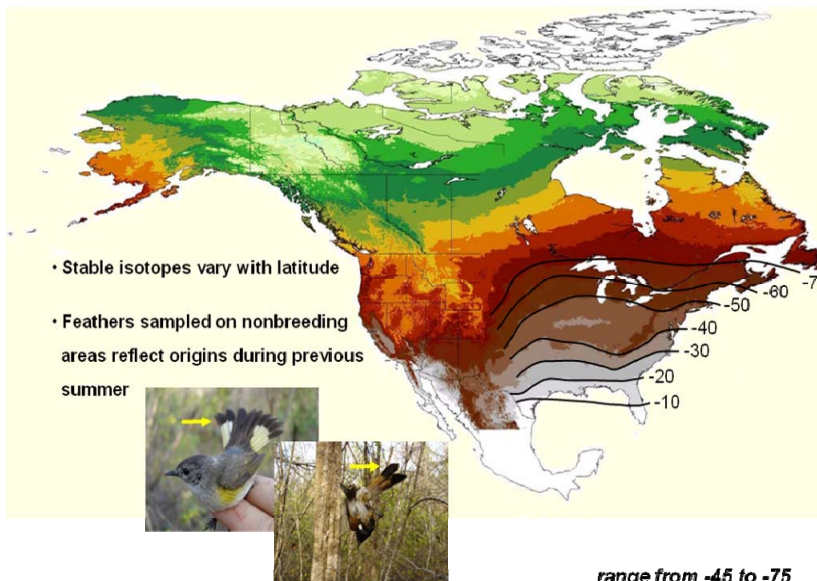 • Stable isotopes vary with latitude
• Feathers sampled on nonbreeding
areas reflect origins during previous
summer
-7
-60
-50
-40
-30
-20
-10
range from -45 to -75